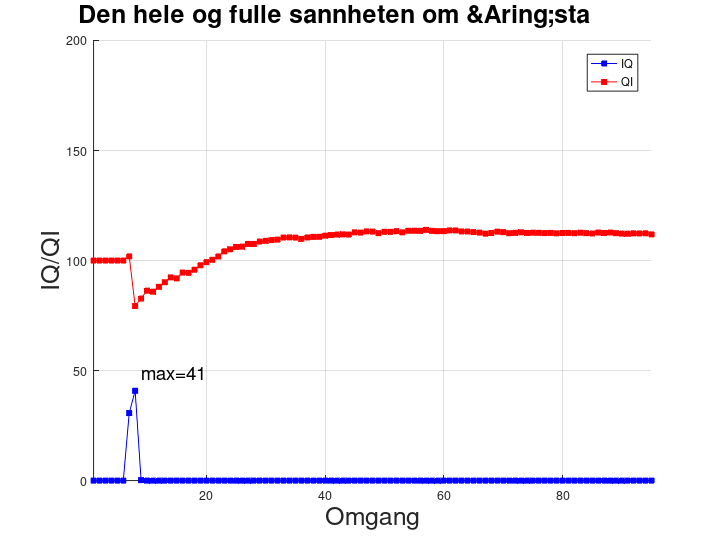 Den hele og fulle sannheten om &Aring;sta
200
IQ
QI
150
IQ/QI
100
max=41
50
0
20 40 60 80
Omgang